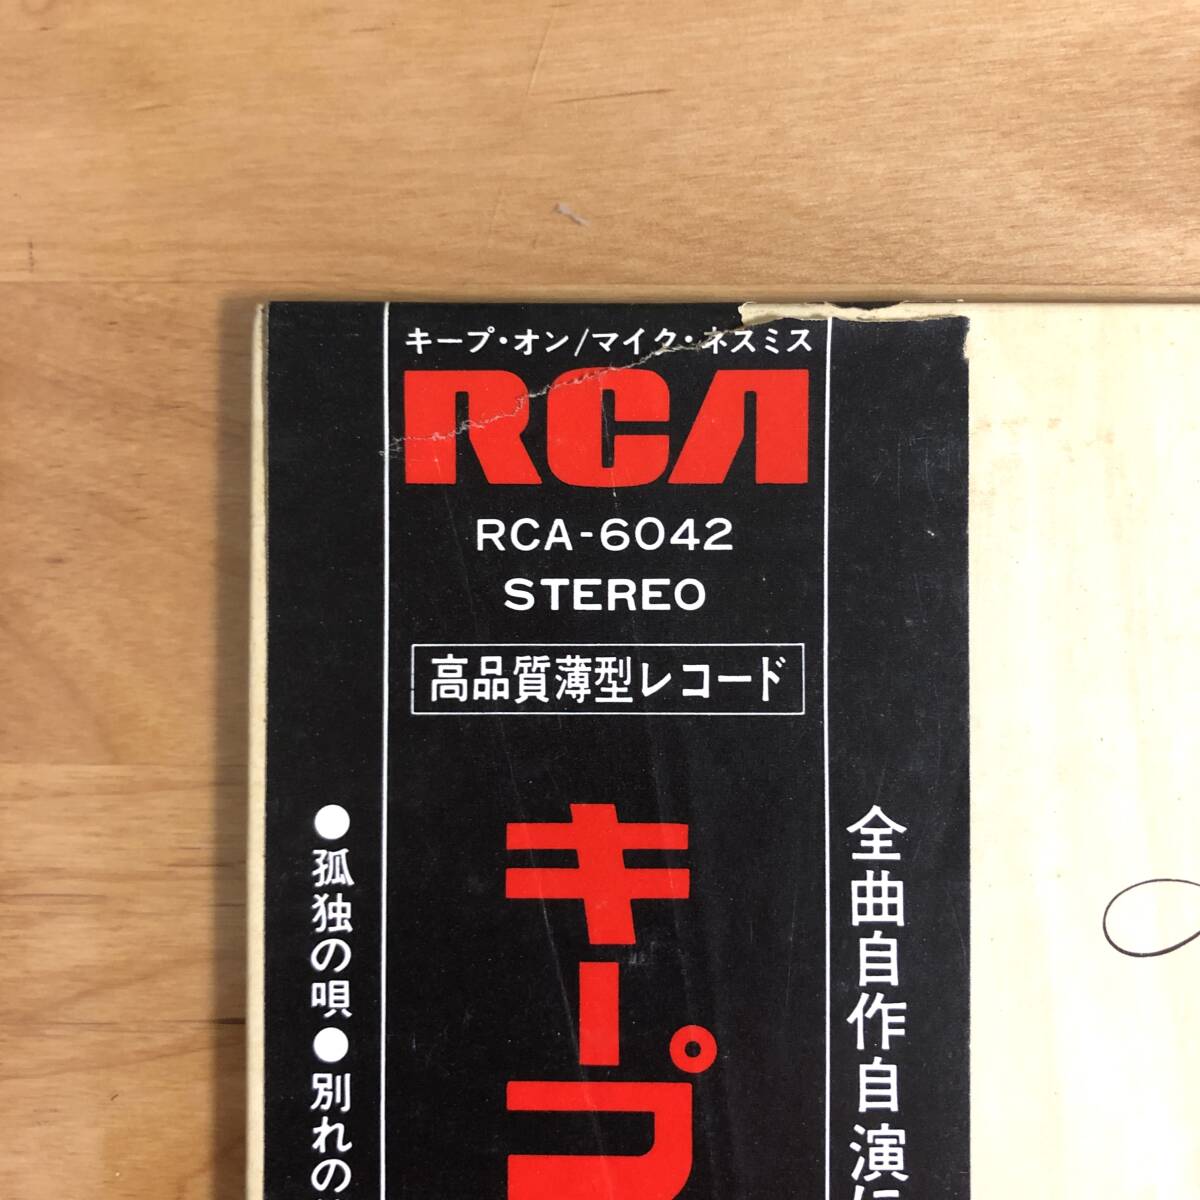 キープ・オン/マイク・ネスミス
RCA
RCA-6042
STEREO
高品質薄型レコード
キープ
全曲自作自演
●孤独の唄●別れの